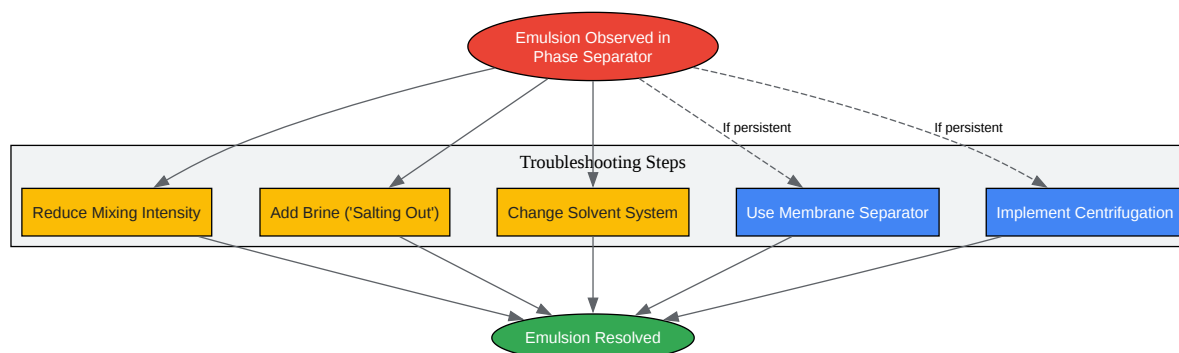 Emulsion Observed in
Phase Separator
If persistent
If persistent
Troubleshooting Steps
Reduce Mixing Intensity
Add Brine ('Salting Out')
Change Solvent System
Use Membrane Separator
Implement Centrifugation
Emulsion Resolved